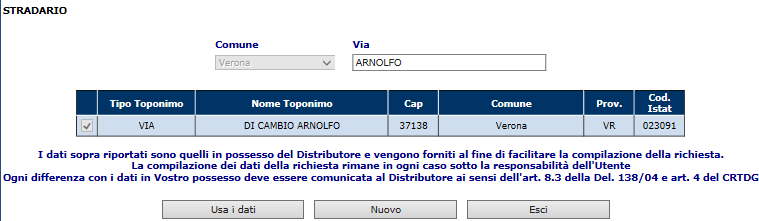 STRADARIO
Comune Via
Verona ARNOLFO
Tipo Toponimo Nome Toponimo Cap Comune Prov. Cod. Istat
VIA DI CAMBIO ARNOLFO 37138 Verona VR 023091
I dati sopra riportati sono quelli in possesso del Distributore e vengono forniti al fine di facilitare la compilazione della richiesta.
La compilazione dei dati della richiesta rimane in ogni caso sotto la responsabilità dell'Utente
Ogni differenza con i dati in Vostro possesso deve essere comunicata al Distributore ai sensi dell'art. 8.3 della Del. 138/04 e art. 4 del CRTDG
Usa i dati Nuovo Esci